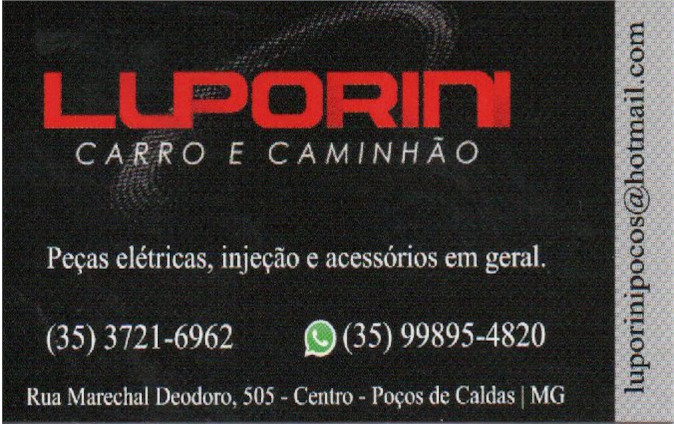 LUPORINI
CARRO E CAMINHÃO
Peças elétricas, injeção e acessórios em geral.
(35) 3721-6962
(35) 99895-4820
Rua Marechal Deodoro, 505 - Centro - Poços de Caldas | MG
luporinipocos@hotmail.com